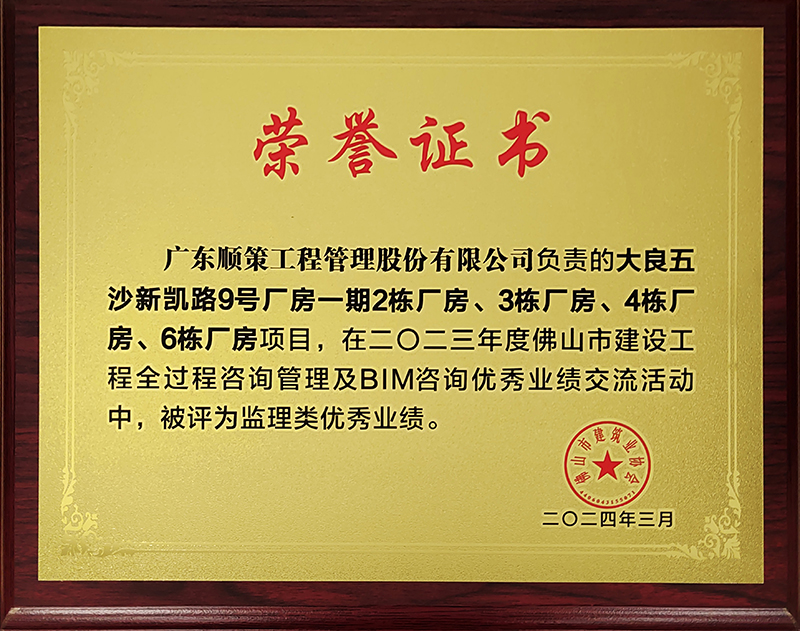 荣誉证书
广东顺策工程管理股份有限公司负责的大良五
沙新凯路9号厂房一期2栋厂房、3栋厂房、4栋厂
房、6栋厂房项目，在二〇二三年度佛山市建设工
程全过程咨询管理及BIM咨询优秀业绩交流活动
中，被评为监理类优秀业绩。
佛山市建筑业协会
二〇二四年三月